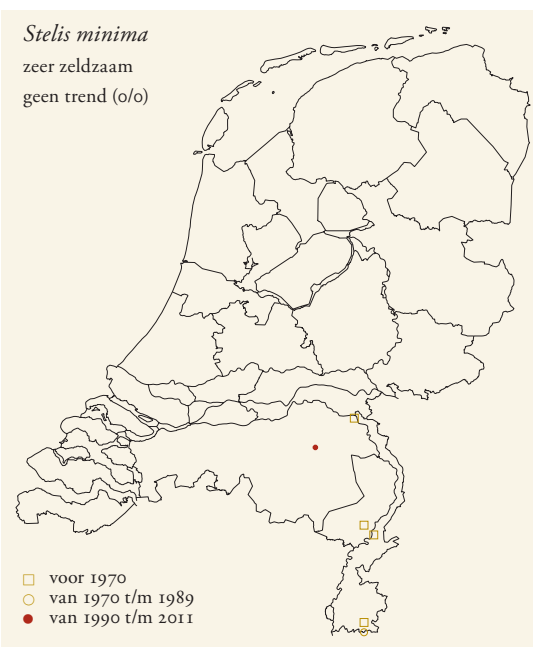 Stelis minima
zeer zeldzaam
geen trend (0/0)
voor 1970
van 1970 t/m 1989
van 1990 t/m 2011